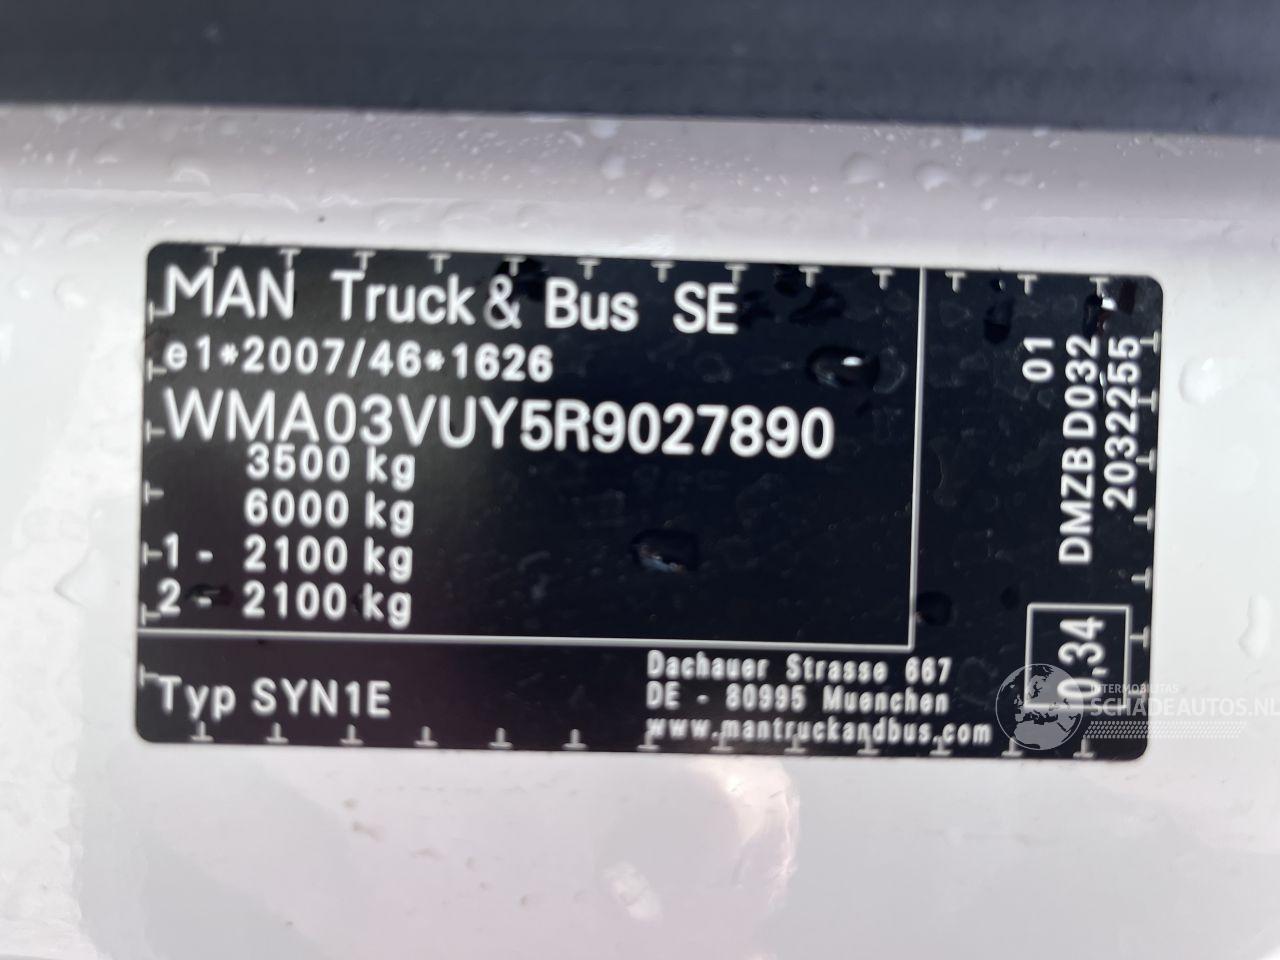 MAN Truck & Bus SE
e1*2007/46*1626
WMA03VUY5R9027890
3500 kg
6000 kg
1 - 2100 kg
2 - 2100 kg
Typ SYN1E
Dachauer Strasse 667
DE - 80995 Muenchen
www.mantruckandbus.com
01
DMZB D032
2032255
0,34
INTERMOBILITAS
SCHADEAUTOS.NL